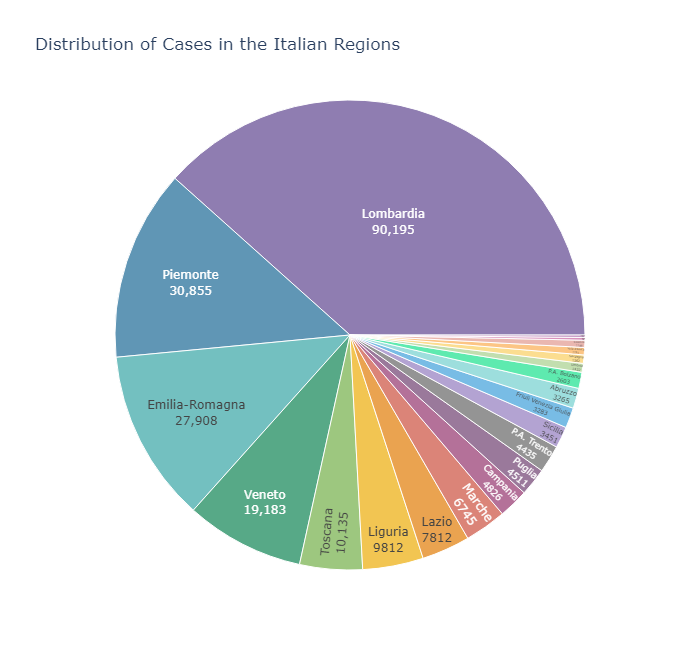 Distribution of Cases in the Italian Regions
Lombardia
90,195
Piemonte
30,855
Emilia-Romagna
27,908
Veneto
19,183
Toscana
10,135
Liguria
9812
Lazio
7812
Marche
6745
Campania
4826
Puglia
4511
P.A. Trento
4435
Sicilia
3451
Friuli Venezia Giulia
3283
Abruzzo
3265
P.A. Bolzano
2603